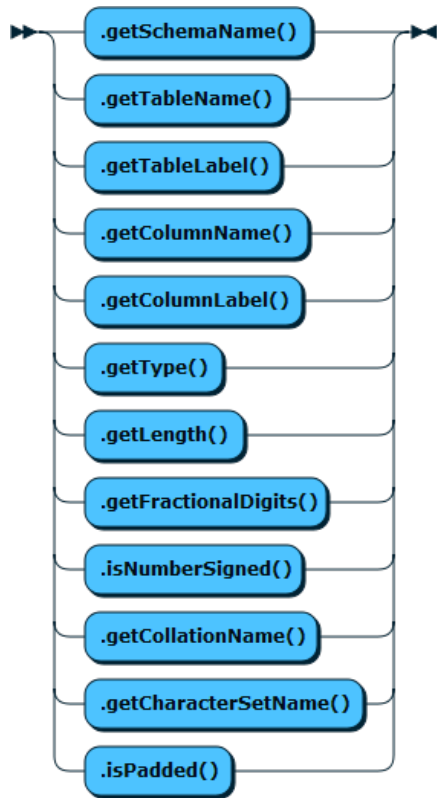 .getSchemaName()
.getTableName()
.getTableLabel()
.getColumnName()
.getColumnLabel()
.getType()
.getLength()
.getFractionalDigits()
.isNumberSigned()
.getCollationName()
.getCharacterSetName()
.isPadded()